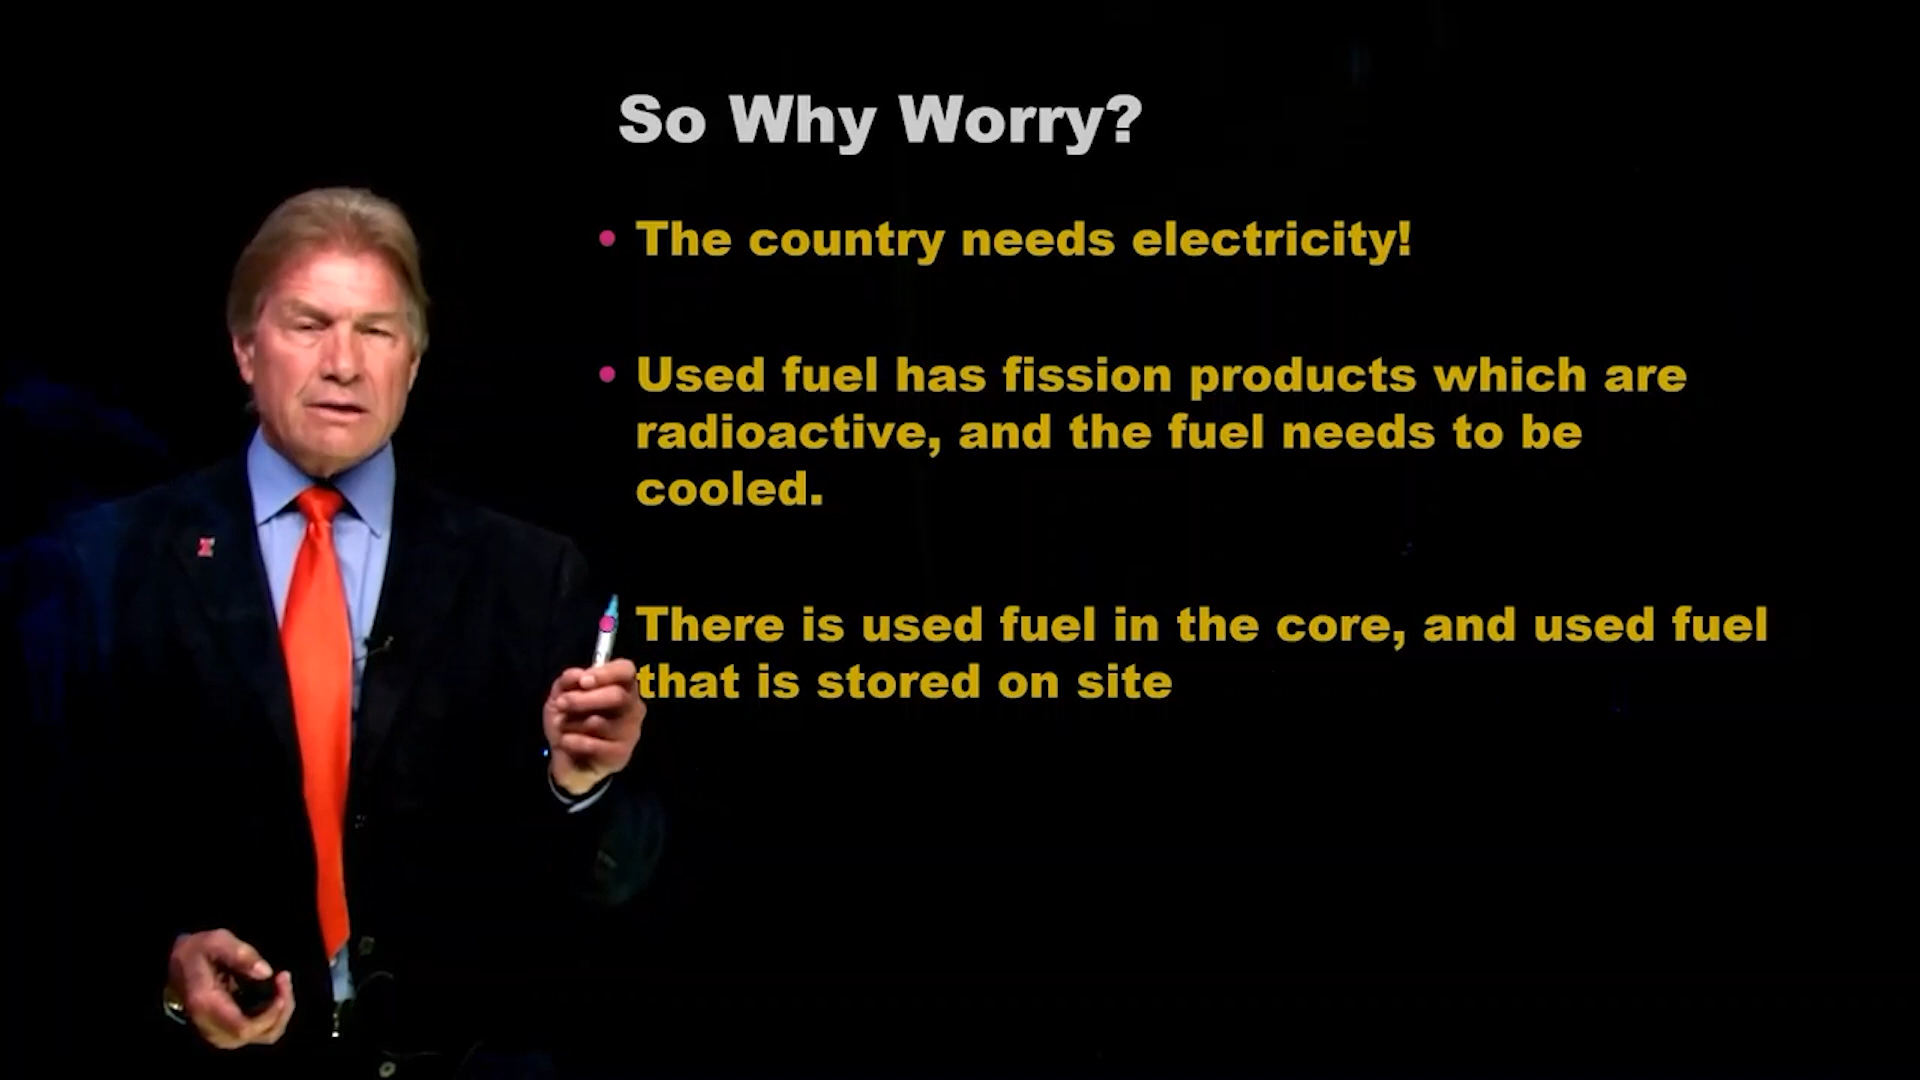 So Why Worry?
• The country needs electricity!
• Used fuel has fission products which are
radioactive, and the fuel needs to be
cooled.
• There is used fuel in the core, and used fuel
that is stored on site